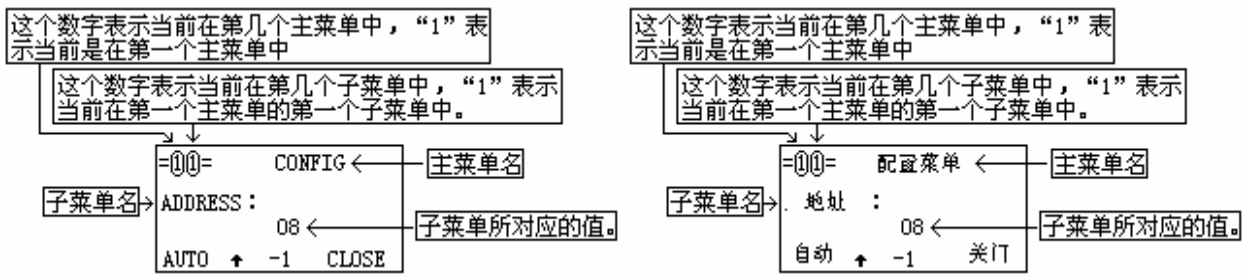 这个数字表示当前在第几个主菜单中，“1”表
示当前是在第一个主菜单中
这个数字表示当前在第几个子菜单中，“1”表示
当前在第一个主菜单的第一个子菜单中。
=11= CONFIG 主菜单名
子菜单名 ADDRESS：
08 子菜单所对应的值。
AUTO ↑ -1 CLOSE
这个数字表示当前在第几个主菜单中，“1”表
示当前是在第一个主菜单中
这个数字表示当前在第几个子菜单中，“1”表示
当前在第一个主菜单的第一个子菜单中。
=11= 配置菜单 主菜单名
子菜单名 . 地址 ：
08 子菜单所对应的值。
自动 ↑ -1 关门